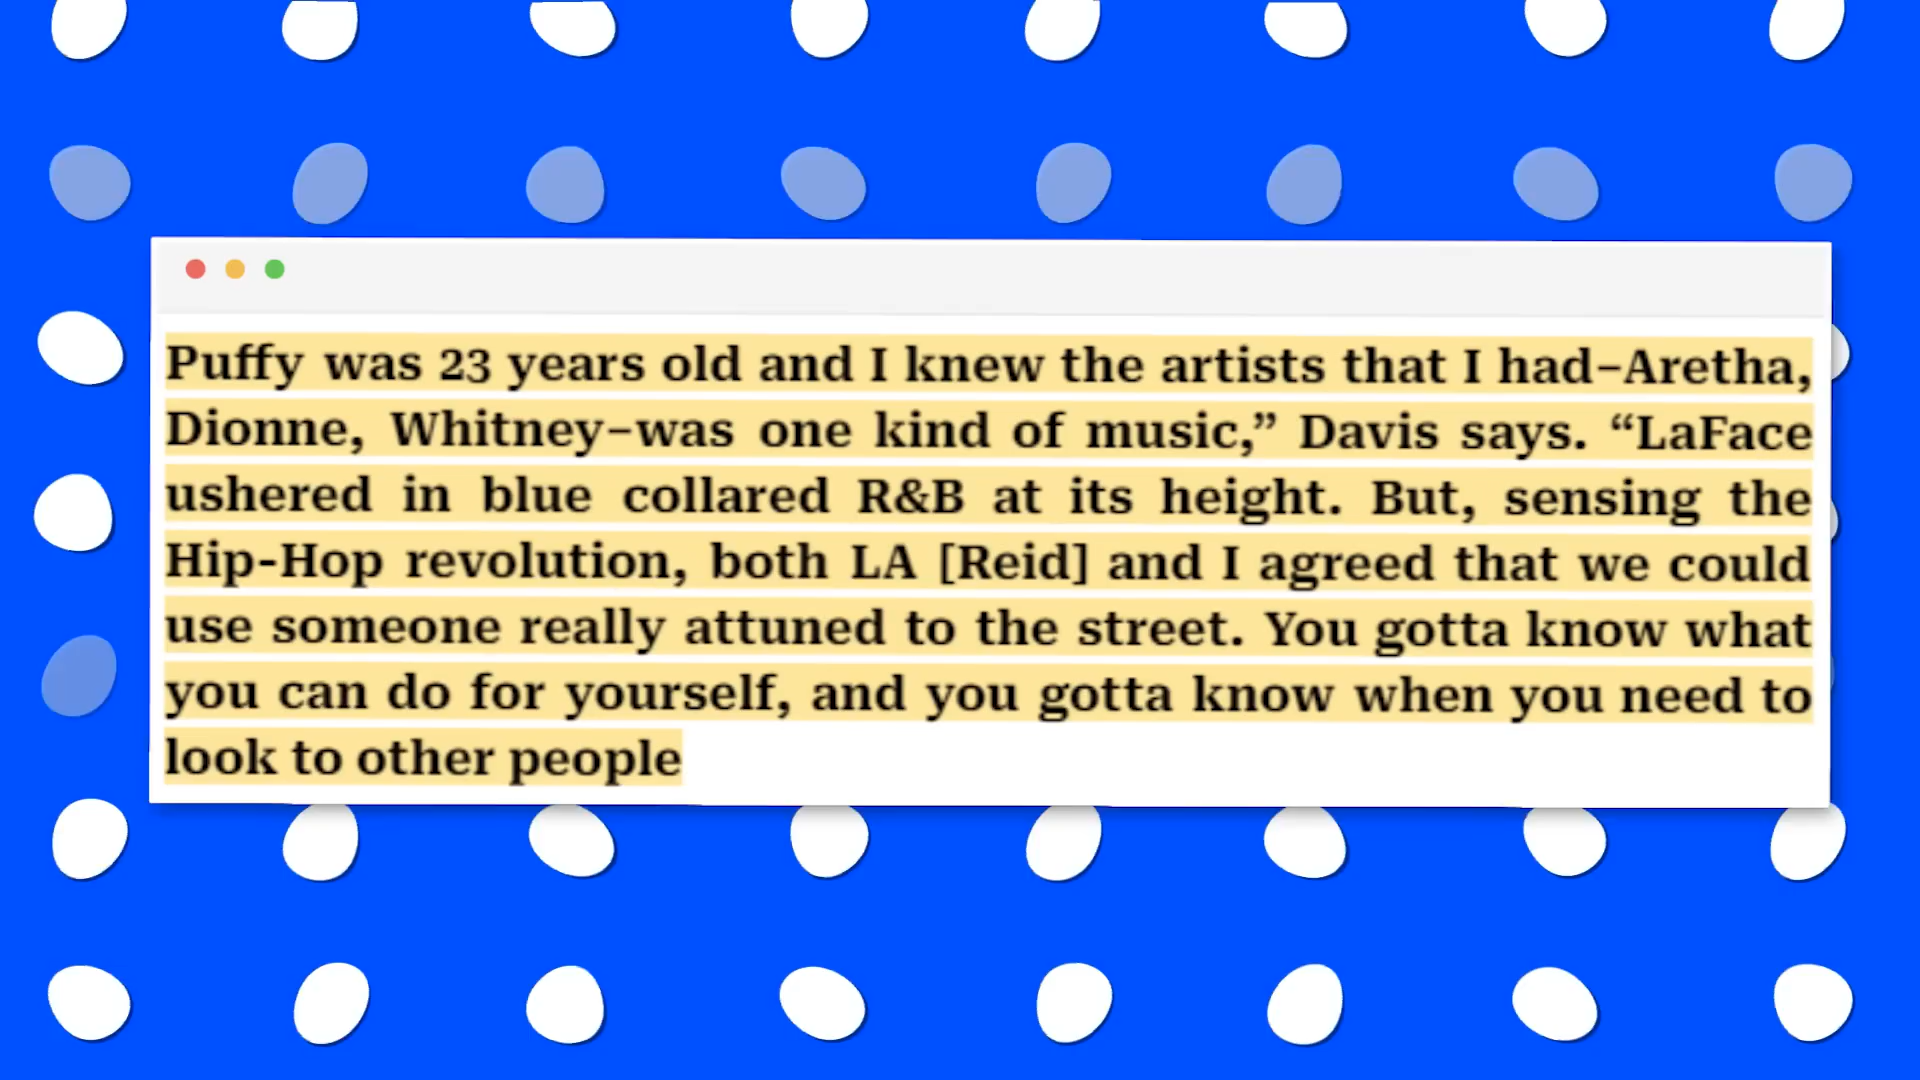 Puffy was 23 years old and I knew the artists that I had–Aretha,
Dionne, Whitney–was one kind of music,” Davis says. “LaFace
ushered in blue collared R&B at its height. But, sensing the
Hip-Hop revolution, both LA [Reid] and I agreed that we could
use someone really attuned to the street. You gotta know what
you can do for yourself, and you gotta know when you need to
look to other people